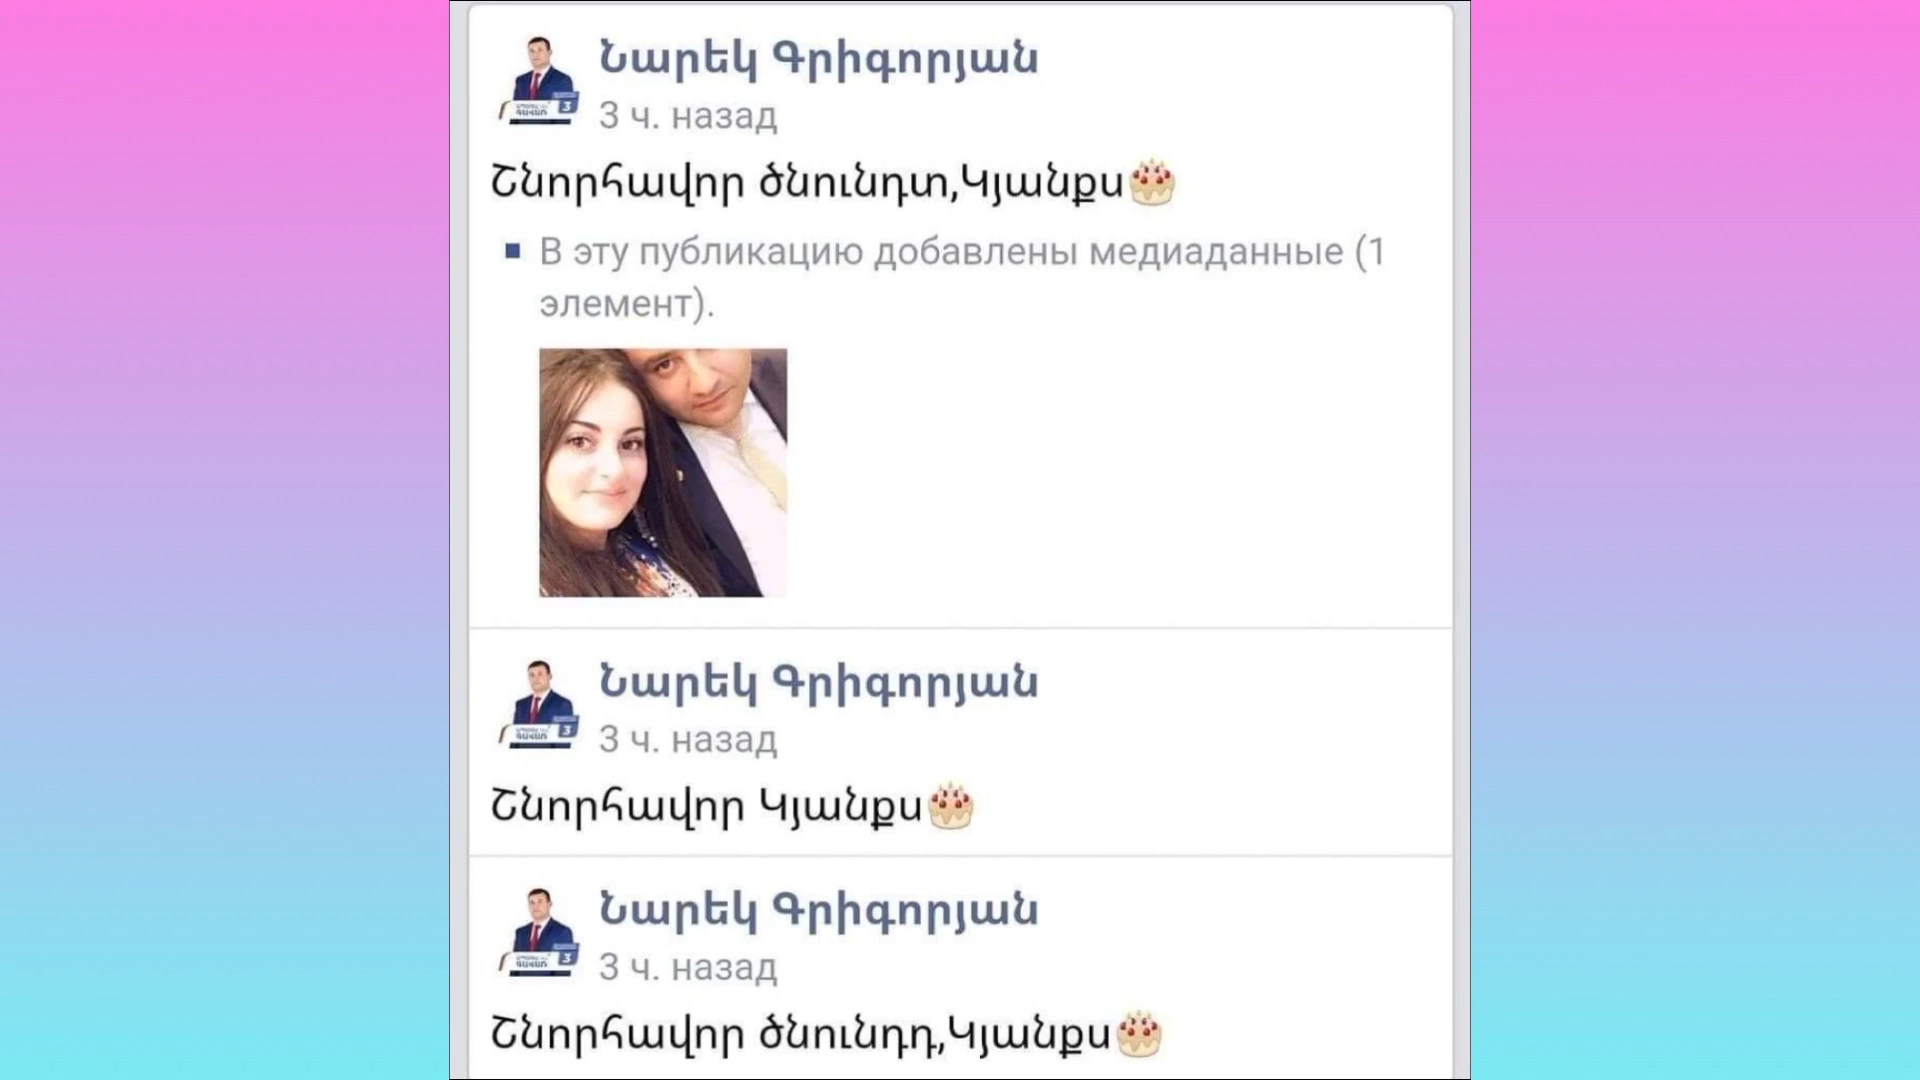 Նարեկ Գրիգորյան
3 ч. назад
Շնորհավոր ծնունդտ,Կյանքս🎂
В эту публикацию добавлены медиаданные (1
элемент).
Նարեկ Գրիգորյան
3 ч. назад
Շնորհավոր Կյանքս🎂
Նարեկ Գրիգորյան
3 ч. назад
Շնորհավոր ծնունդդ,Կյանքս🎂